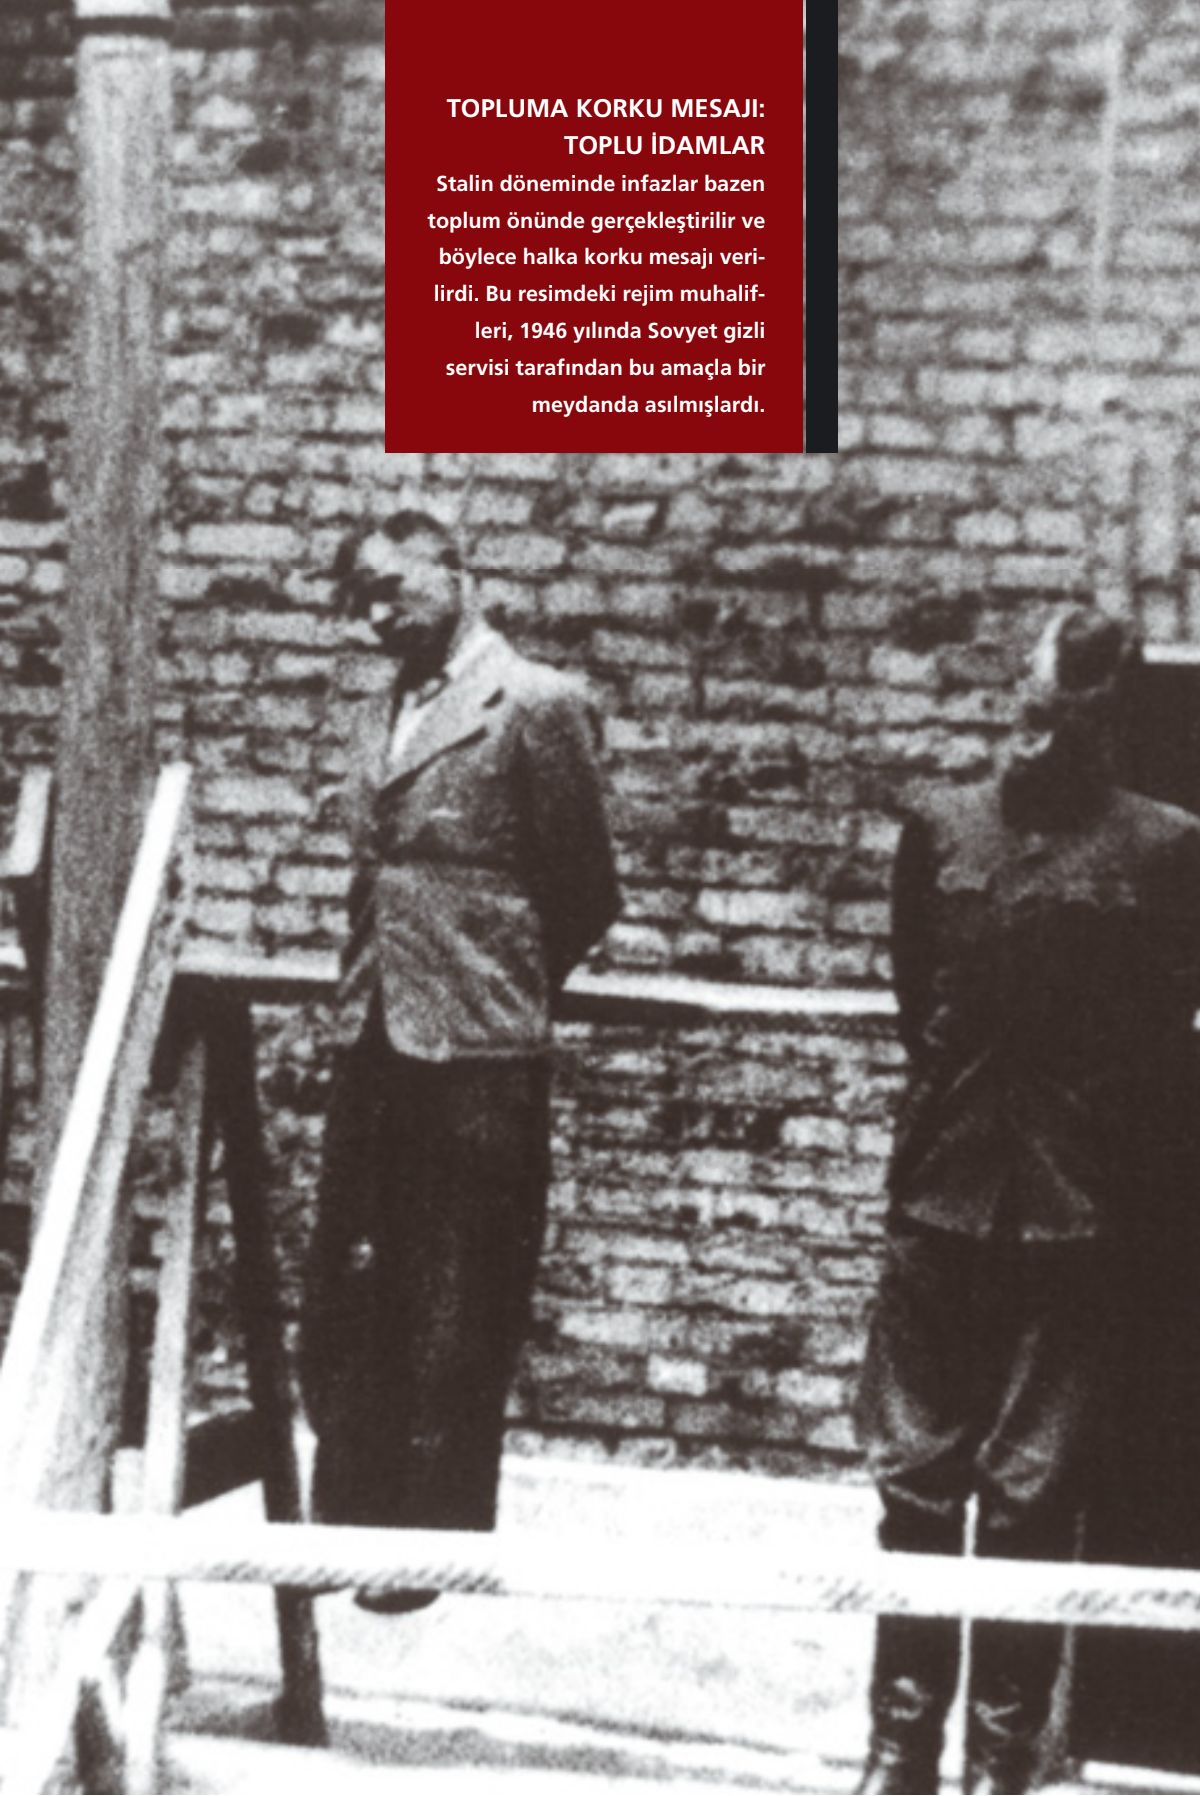 TOPLUMA KORKU MESAJI:
TOPLU İDAMLAR
Stalin döneminde infazlar bazen
toplum önünde gerçekleştirilir ve
böylece halka korku mesajı veri-
lirdi. Bu resimdeki rejim muhalif-
leri, 1946 yılında Sovyet gizli
servisi tarafından bu amaçla bir
meydanda asılmışlardı.